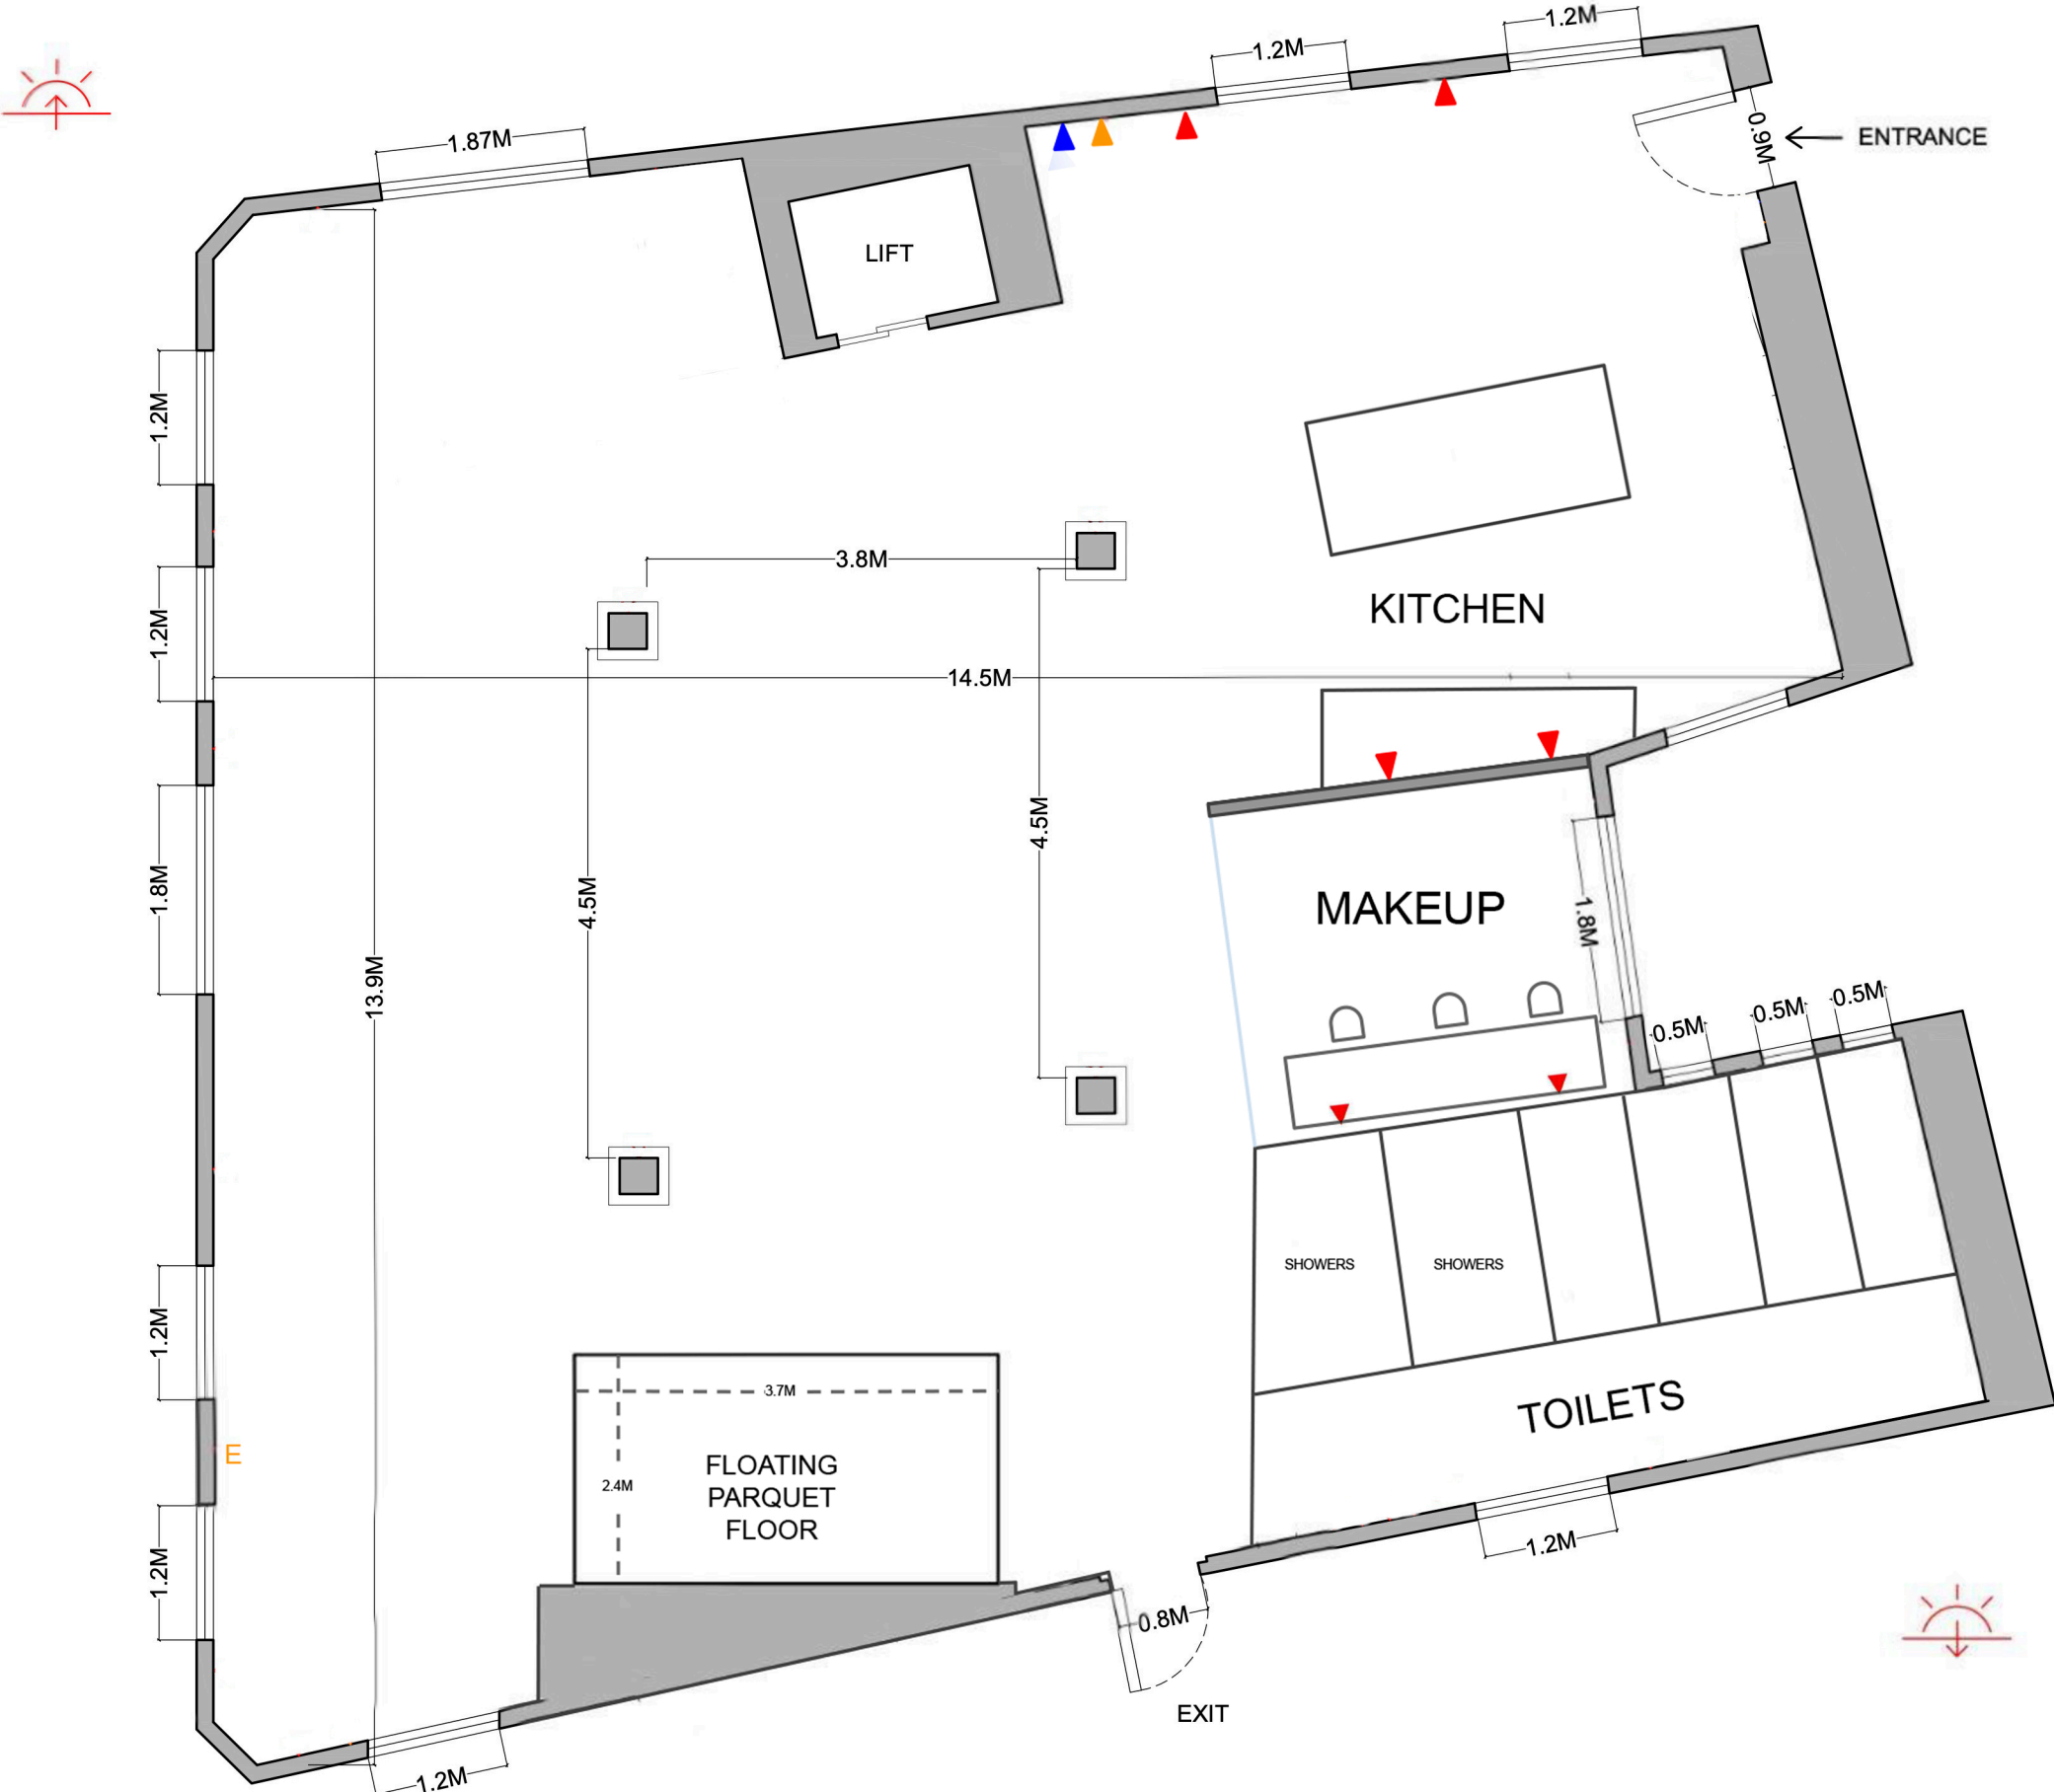 1.2M
1.2M
1.87M
0.9M
ENTRANCE
LIFT
1.2M
3.8M
KITCHEN
1.2M
14.5M
4.5M
4.5M
1.8M
MAKEUP
1.8M
13.9M
0.5M
0.5M
0.5M
SHOWERS
SHOWERS
1.2M
3.7M
TOILETS
E
2.4M
FLOATING
PARQUET
FLOOR
1.2M
1.2M
0.8M
EXIT
1.2M